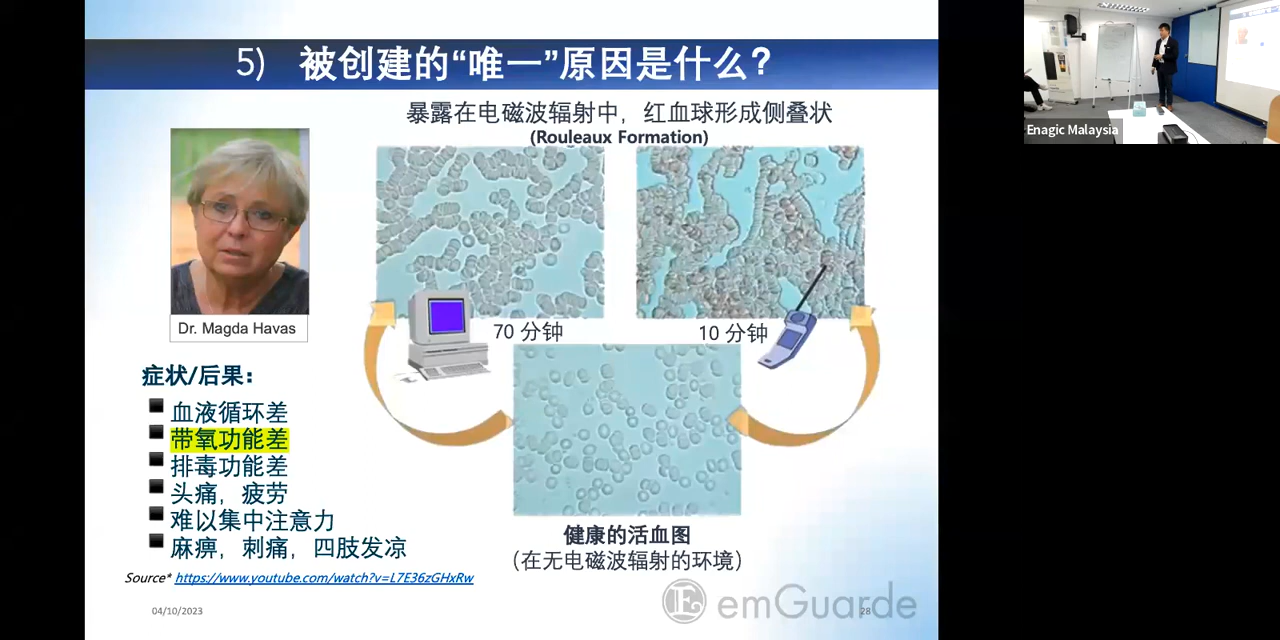 5) 被创建的“唯一”原因是什么?
暴露在电磁波辐射中，红血球形成侧叠状
(Rouleaux Formation)
Dr. Magda Havas
70 分钟
10 分钟
症状/后果:
血液循环差
带氧功能差
排毒功能差
头痛，疲劳
难以集中注意力
麻痹，刺痛，四肢发凉
健康的活血图
(在无电磁波辐射的环境)
Source* https://www.youtube.com/watch?v=L7E36zGHxRw
04/10/2023
28
E emGuarde
Enagic Malaysia